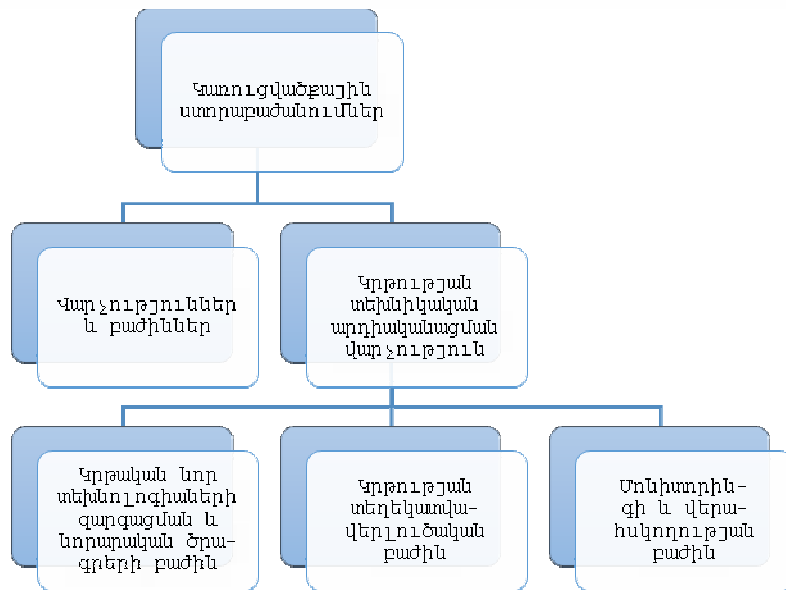 Կառուցվածքային
ստորաբաժանումներ
Վարչություններ
և բաժիններ
Կրթության
տեխնիկական
արդիականացման
վարչություն
Կրթական նոր
տեխնոլոգիաների
զարգացման և
նորարական ծրա-
գրերի բաժին
Կրթության
տեղեկատվա-
վերլուծական
բաժին
Մոնիտորին-
գի և վերա-
հսկողության
բաժին